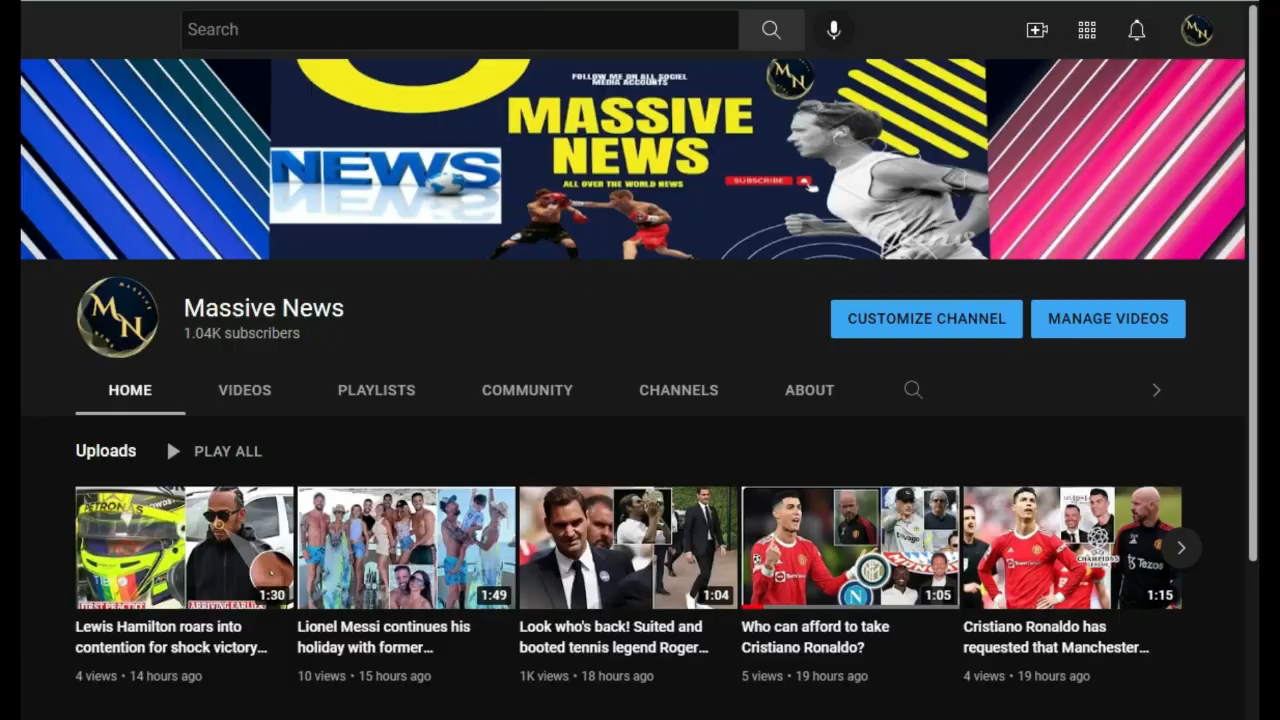 Search
FOLLOW ME ON ALL SOCIEL
MEDIA ACCOUNTS
MN
MASSIVE
NEWS
NEWS
ALL OVER THE WORLD NEWS
SUBSCRIBE
MN
Massive News
1.04K subscribers
CUSTOMIZE CHANNEL
MANAGE VIDEOS
HOME
VIDEOS
PLAYLISTS
COMMUNITY
CHANNELS
ABOUT
Uploads
PLAY ALL
PETRONAS
FIRST PRACTICE
ARRIVING EARLIER
1:30
1:49
1:04
1:05
CHAMPIONS
LEAGUE
TEZOS
1:15
Lewis Hamilton roars into
contention for shock victory...
4 views • 14 hours ago
Lionel Messi continues his
holiday with former...
10 views • 15 hours ago
Look who's back! Suited and
booted tennis legend Roger...
1K views • 18 hours ago
Who can afford to take
Cristiano Ronaldo?
5 views • 19 hours ago
Cristiano Ronaldo has
requested that Manchester...
4 views • 19 hours ago